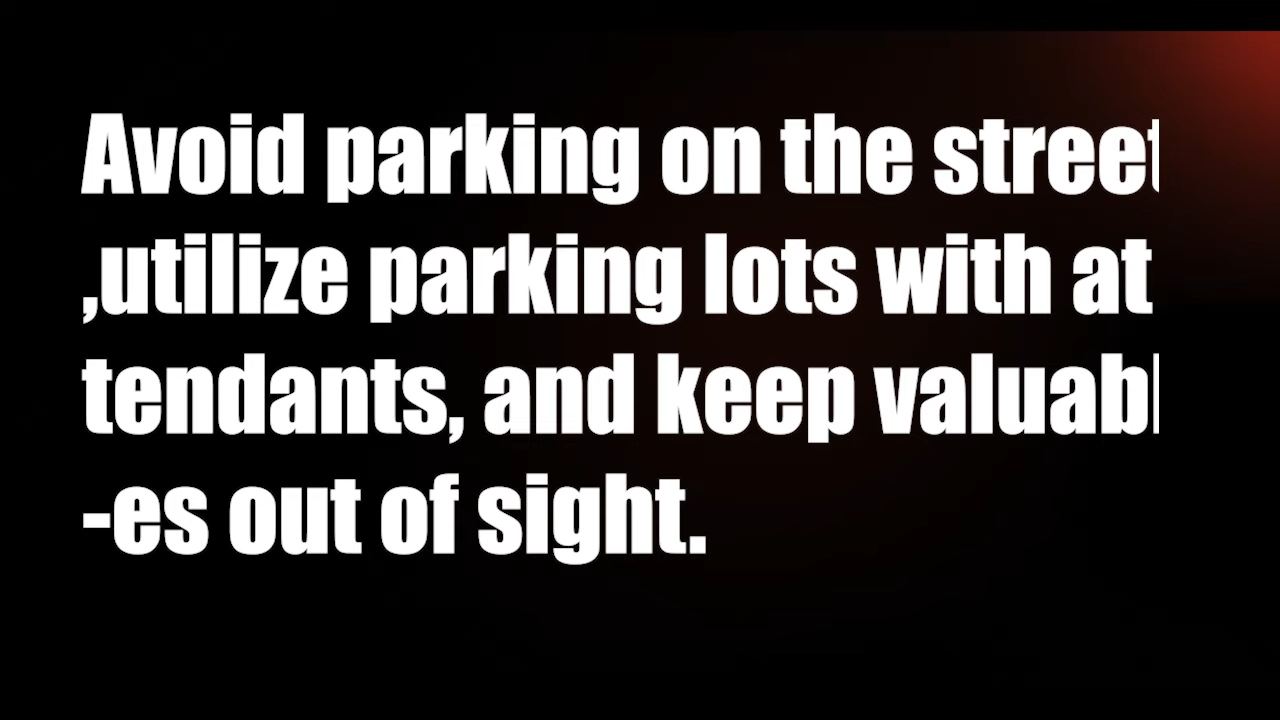 Avoid parking on the street
,utilize parking lots with at
tendants, and keep valuabl
-es out of sight.